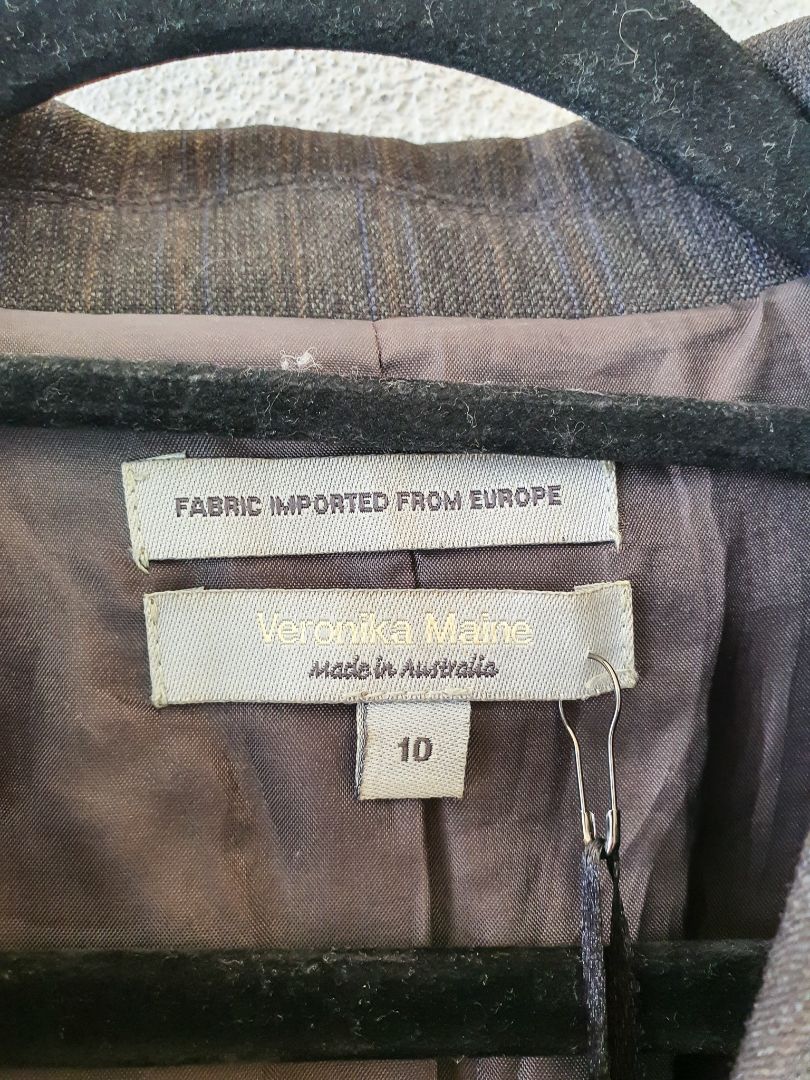 FABRIC IMPORTED FROM EUROPE
Veronika Maine
Made in Australia
10